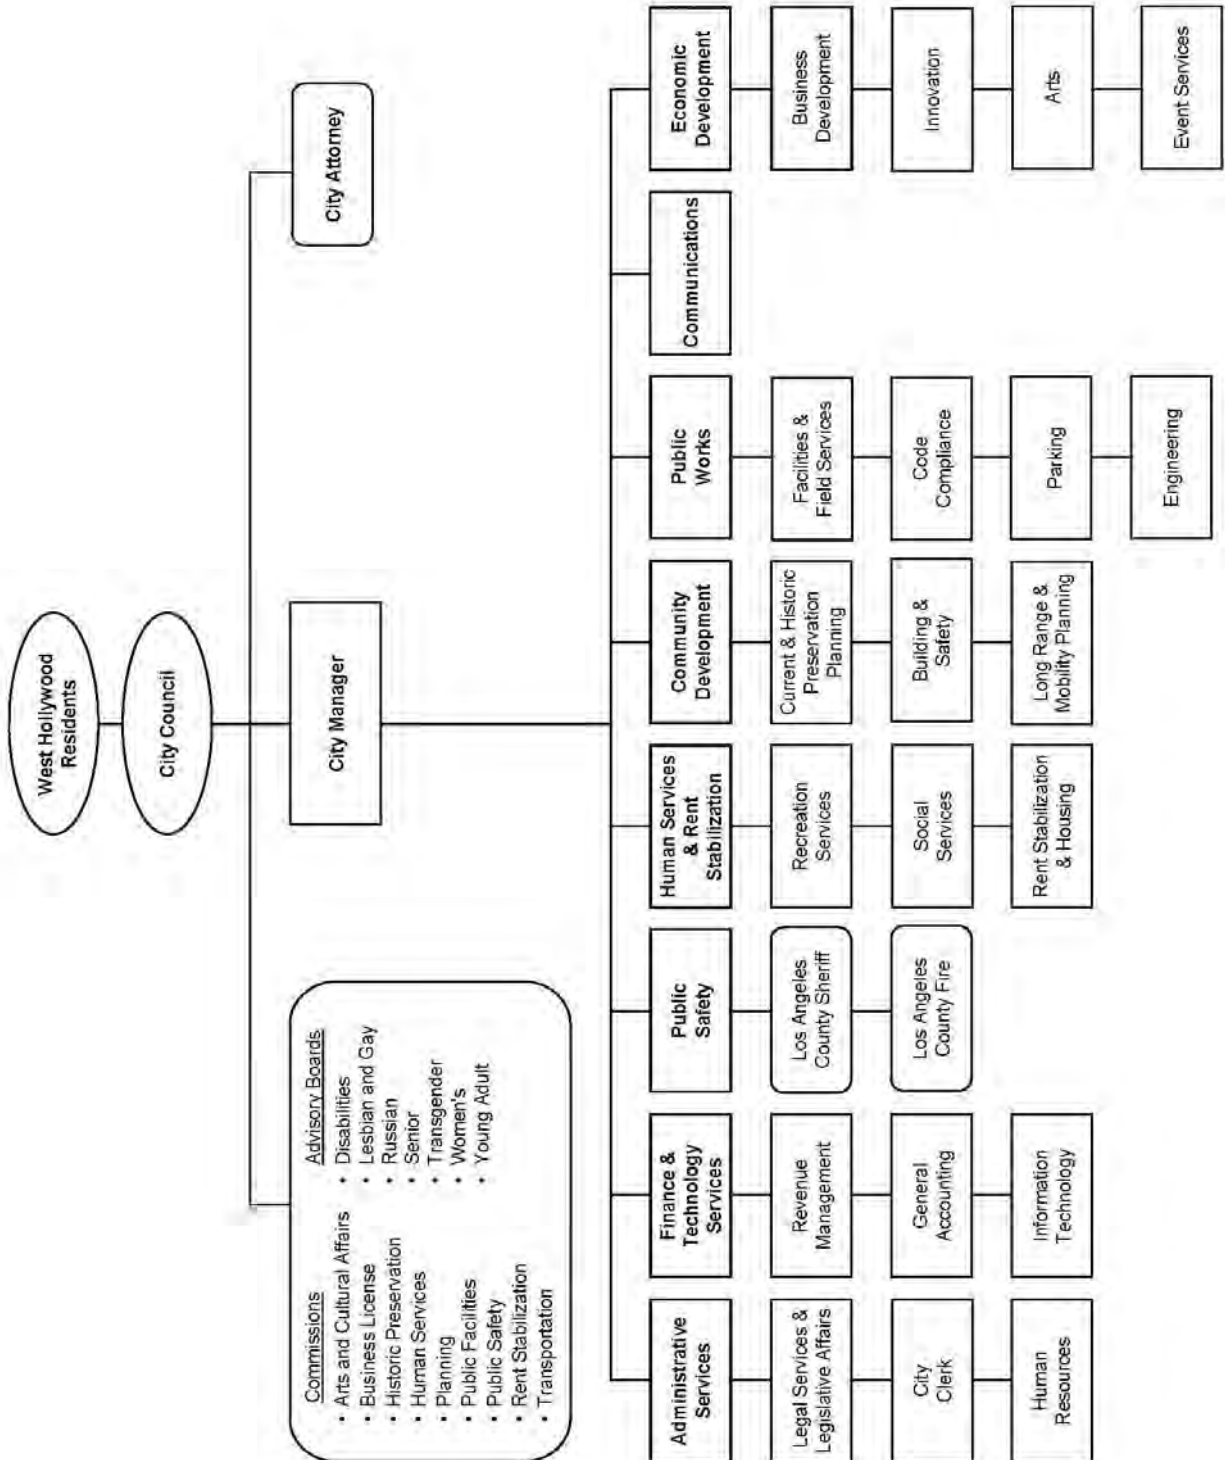 West Hollywood
Residents
City Council
City Manager
City Attorney
Commissions
• Arts and Cultural Affairs
• Business License
• Historic Preservation
• Human Services
• Planning
• Public Facilities
• Public Safety
• Rent Stabilization
• Transportation
Advisory Boards
• Disabilities
• Lesbian and Gay
• Russian
• Senior
• Transgender
• Women's
• Young Adult
Administrative
Services
Legal Services &
Legislative Affairs
City
Clerk
Human
Resources
Finance &
Technology
Services
Revenue
Management
General
Accounting
Information
Technology
Public
Safety
Los Angeles
County Sheriff
Los Angeles
County Fire
Human Services
& Rent
Stabilization
Recreation
Services
Social
Services
Rent Stabilization
& Housing
Community
Development
Current & Historic
Preservation
Planning
Building &
Safety
Long Range &
Mobility Planning
Public
Works
Facilities &
Field Services
Code
Compliance
Parking
Engineering
Communications
Economic
Development
Business
Development
Innovation
Arts
Event Services